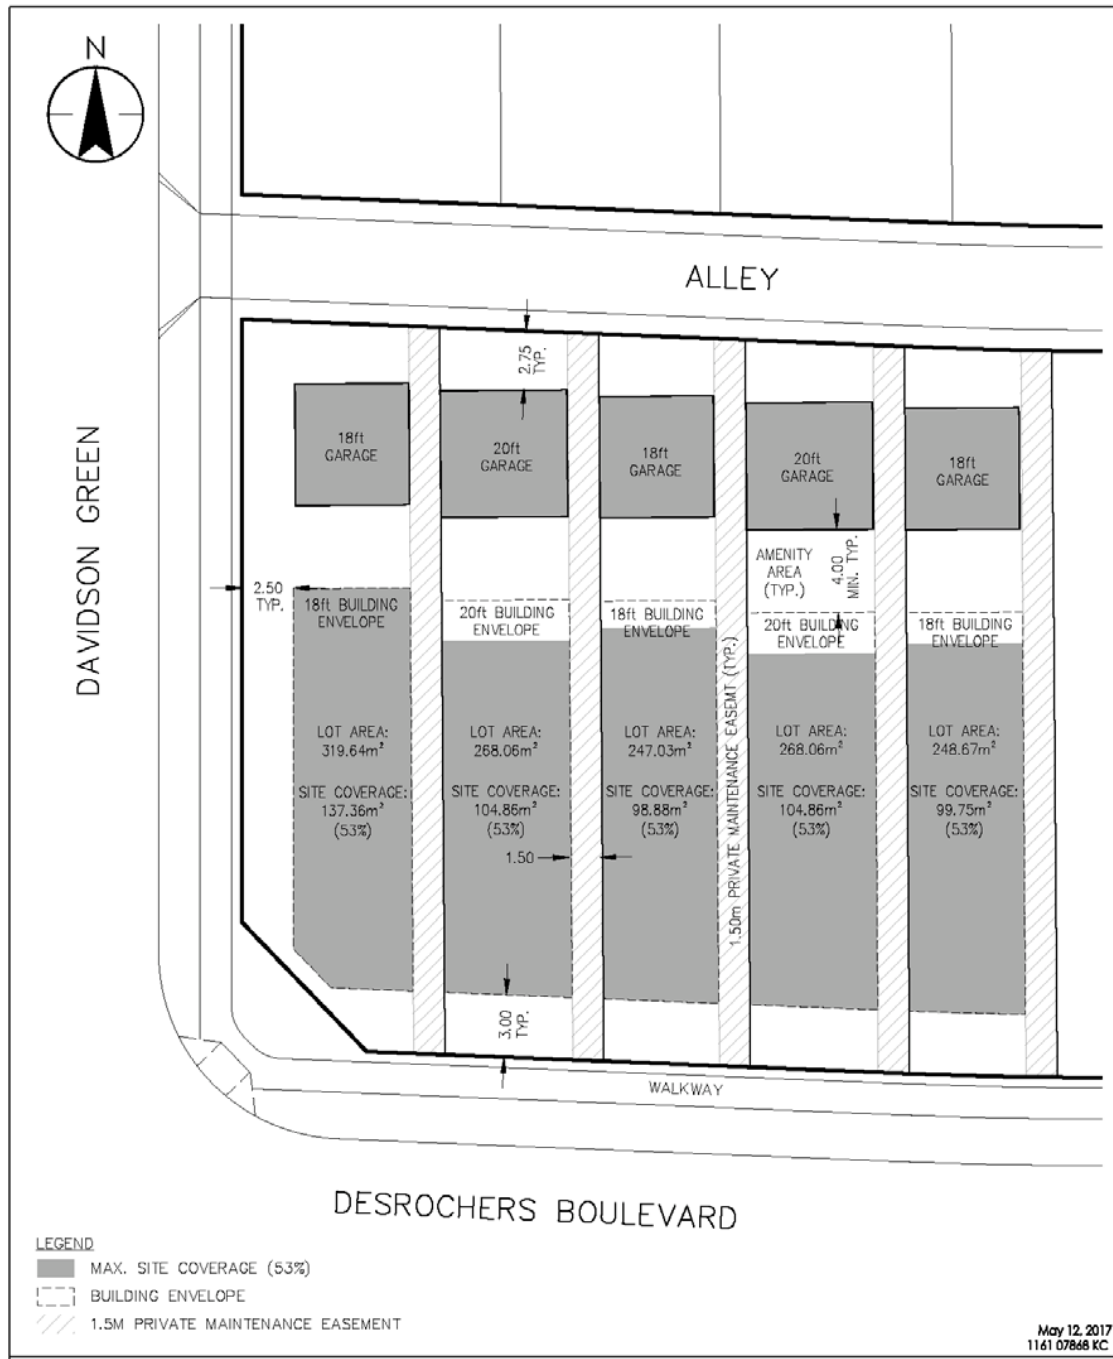 N
ALLEY
DAVIDSON GREEN
2.75
TYP.
18ft
GARAGE
20ft
GARAGE
18ft
GARAGE
20ft
GARAGE
18ft
GARAGE
AMENITY
AREA
(TYP.)
4.00
MIN. TYP.
2.50
TYP.
18ft BUILDING
ENVELOPE
20ft BUILDING
ENVELOPE
18ft BUILDING
ENVELOPE
20ft BUILDING
ENVELOPE
18ft BUILDING
ENVELOPE
1.50m PRIVATE MAINTENANCE EASEMT (TYP.)
LOT AREA:
319.64m²
SITE COVERAGE:
137.36m²
(53%)
LOT AREA:
268.06m²
SITE COVERAGE:
104.86m²
(53%)
LOT AREA:
247.03m²
SITE COVERAGE:
98.88m²
(53%)
LOT AREA:
268.06m²
SITE COVERAGE:
104.86m²
(53%)
LOT AREA:
248.67m²
SITE COVERAGE:
99.75m²
(53%)
1.50
3.00
TYP.
WALKWAY
DESROCHERS BOULEVARD
LEGEND
MAX. SITE COVERAGE (53%)
BUILDING ENVELOPE
1.5M PRIVATE MAINTENANCE EASEMENT
May 12, 2017
1161 07868 KC